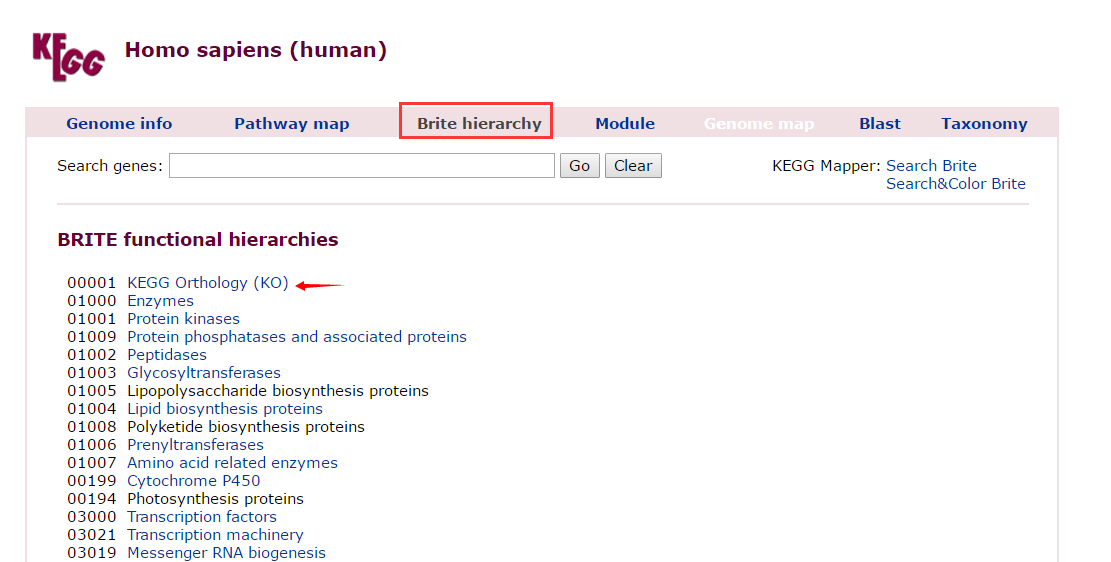 KEGG Homo sapiens (human)
Genome info Pathway map Brite hierarchy Module Genome map Blast Taxonomy
Search genes: Go Clear KEGG Mapper: Search Brite
Search&Color Brite
BRITE functional hierarchies
00001 KEGG Orthology (KO)
01000 Enzymes
01001 Protein kinases
01009 Protein phosphatases and associated proteins
01002 Peptidases
01003 Glycosyltransferases
01005 Lipopolysaccharide biosynthesis proteins
01004 Lipid biosynthesis proteins
01008 Polyketide biosynthesis proteins
01006 Prenyltransferases
01007 Amino acid related enzymes
00199 Cytochrome P450
00194 Photosynthesis proteins
03000 Transcription factors
03021 Transcription machinery
03019 Messenger RNA biogenesis